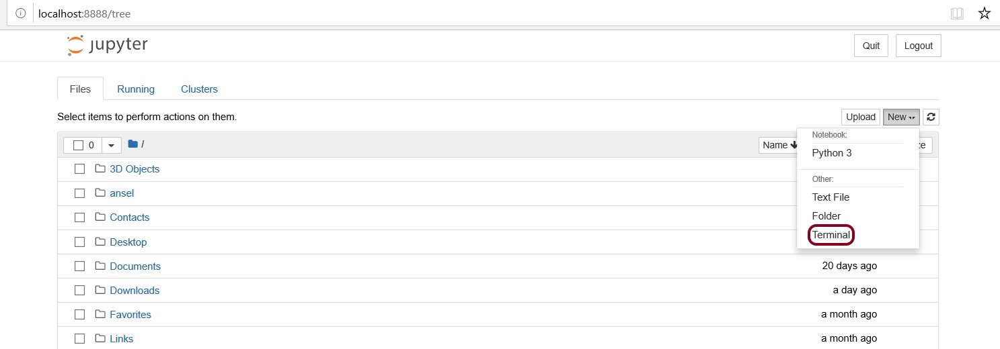 localhost:8888/tree
jupyter
Quit Logout
Files Running Clusters
Select items to perform actions on them.
Upload New
0 / Name ze
Notebook:
Python 3
3D Objects
Other:
ansel
Text File
Contacts
Folder
Desktop
Terminal
Documents 20 days ago
Downloads a day ago
Favorites a month ago
Links a month ago